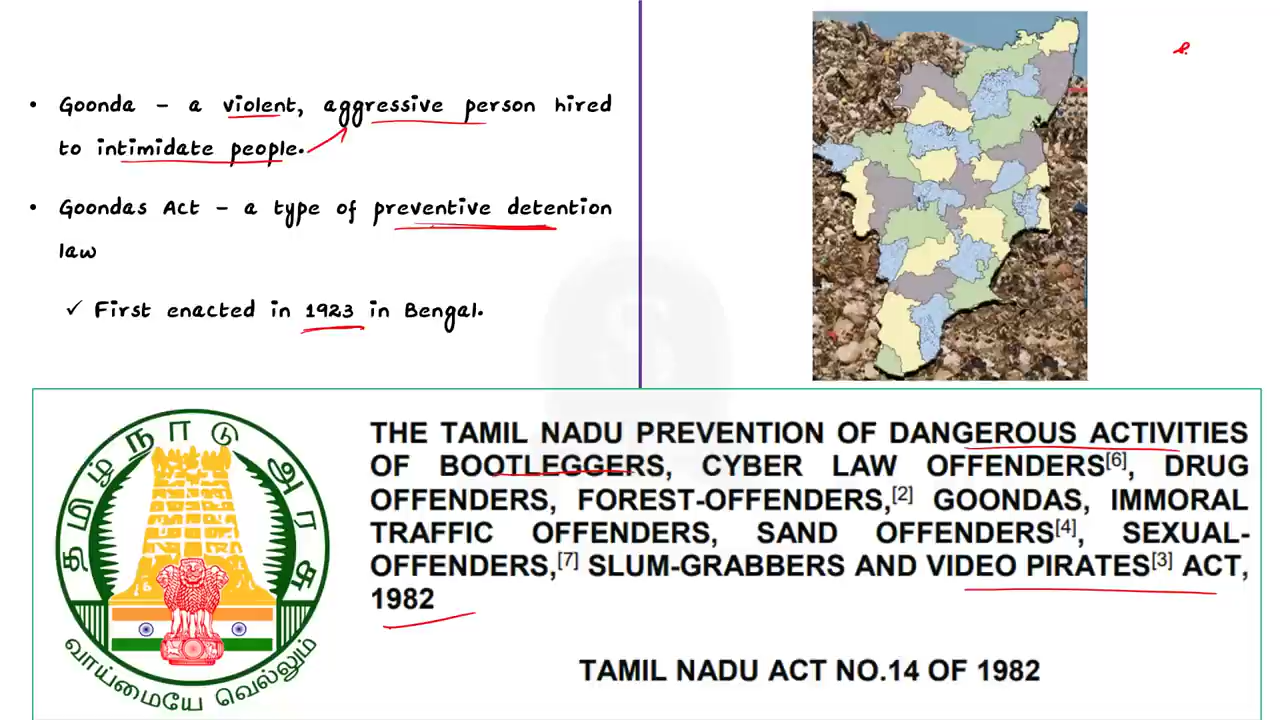 • Goonda - a violent, aggressive person hired
to intimidate people.
• Goondas Act - a type of preventive detention
law
✓ First enacted in 1923 in Bengal.
தமிழ்நாடு அரசு
வாய்மையே வெல்லும்
THE TAMIL NADU PREVENTION OF DANGEROUS ACTIVITIES
OF BOOTLEGGERS, CYBER LAW OFFENDERS[6], DRUG
OFFENDERS, FOREST-OFFENDERS,[2] GOONDAS, IMMORAL
TRAFFIC OFFENDERS, SAND OFFENDERS[4], SEXUAL-
OFFENDERS,[7] SLUM-GRABBERS AND VIDEO PIRATES[3] ACT,
1982
TAMIL NADU ACT NO.14 OF 1982